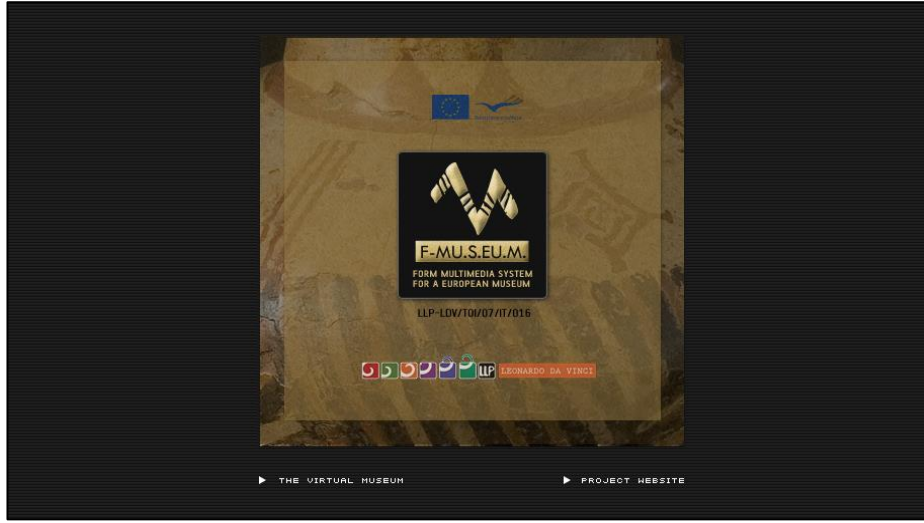 F-MU.S.EU.M.
FORM MULTIMEDIA SYSTEM
FOR A EUROPEAN MUSEUM
LLP-LDV/TOI/07/IT/016
LLP LEONARDO DA VINCI
THE VIRTUAL MUSEUM
PROJECT WEBSITE